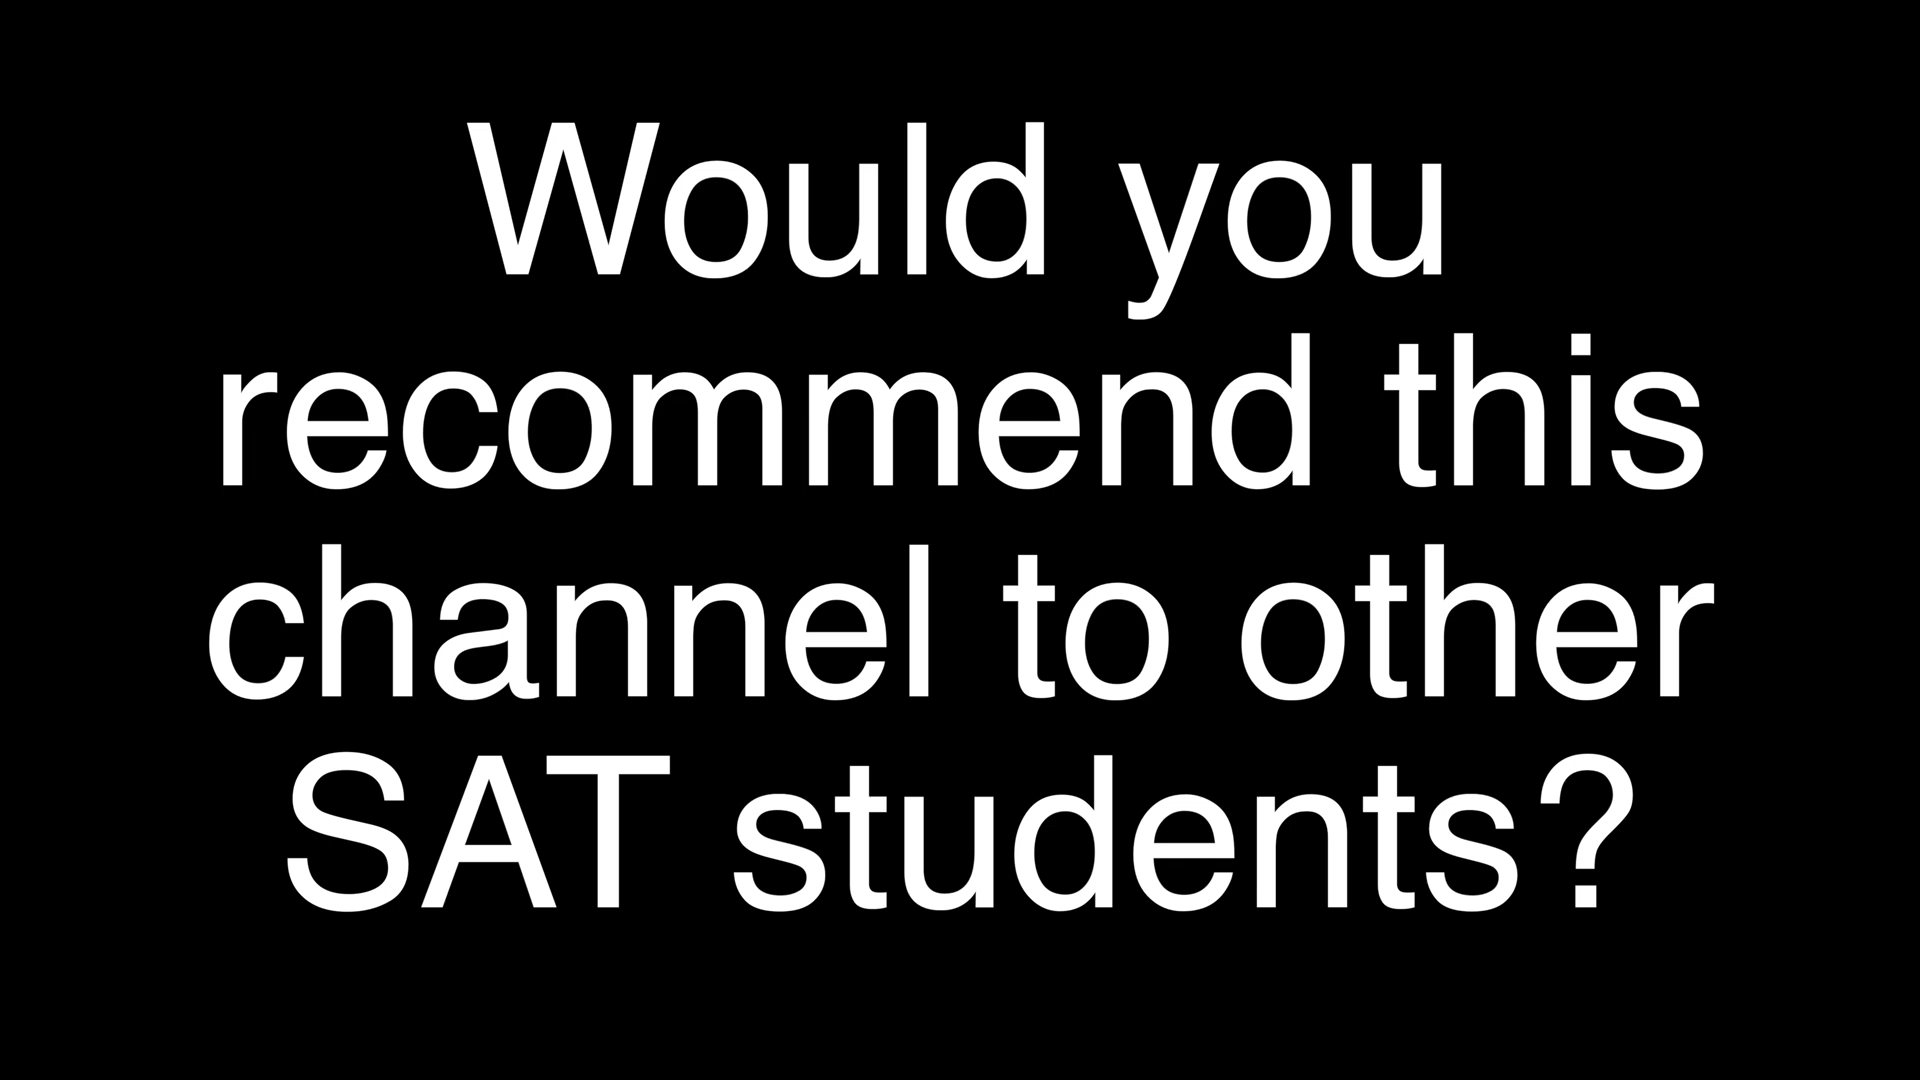 Would you
recommend this
channel to other
SAT students?